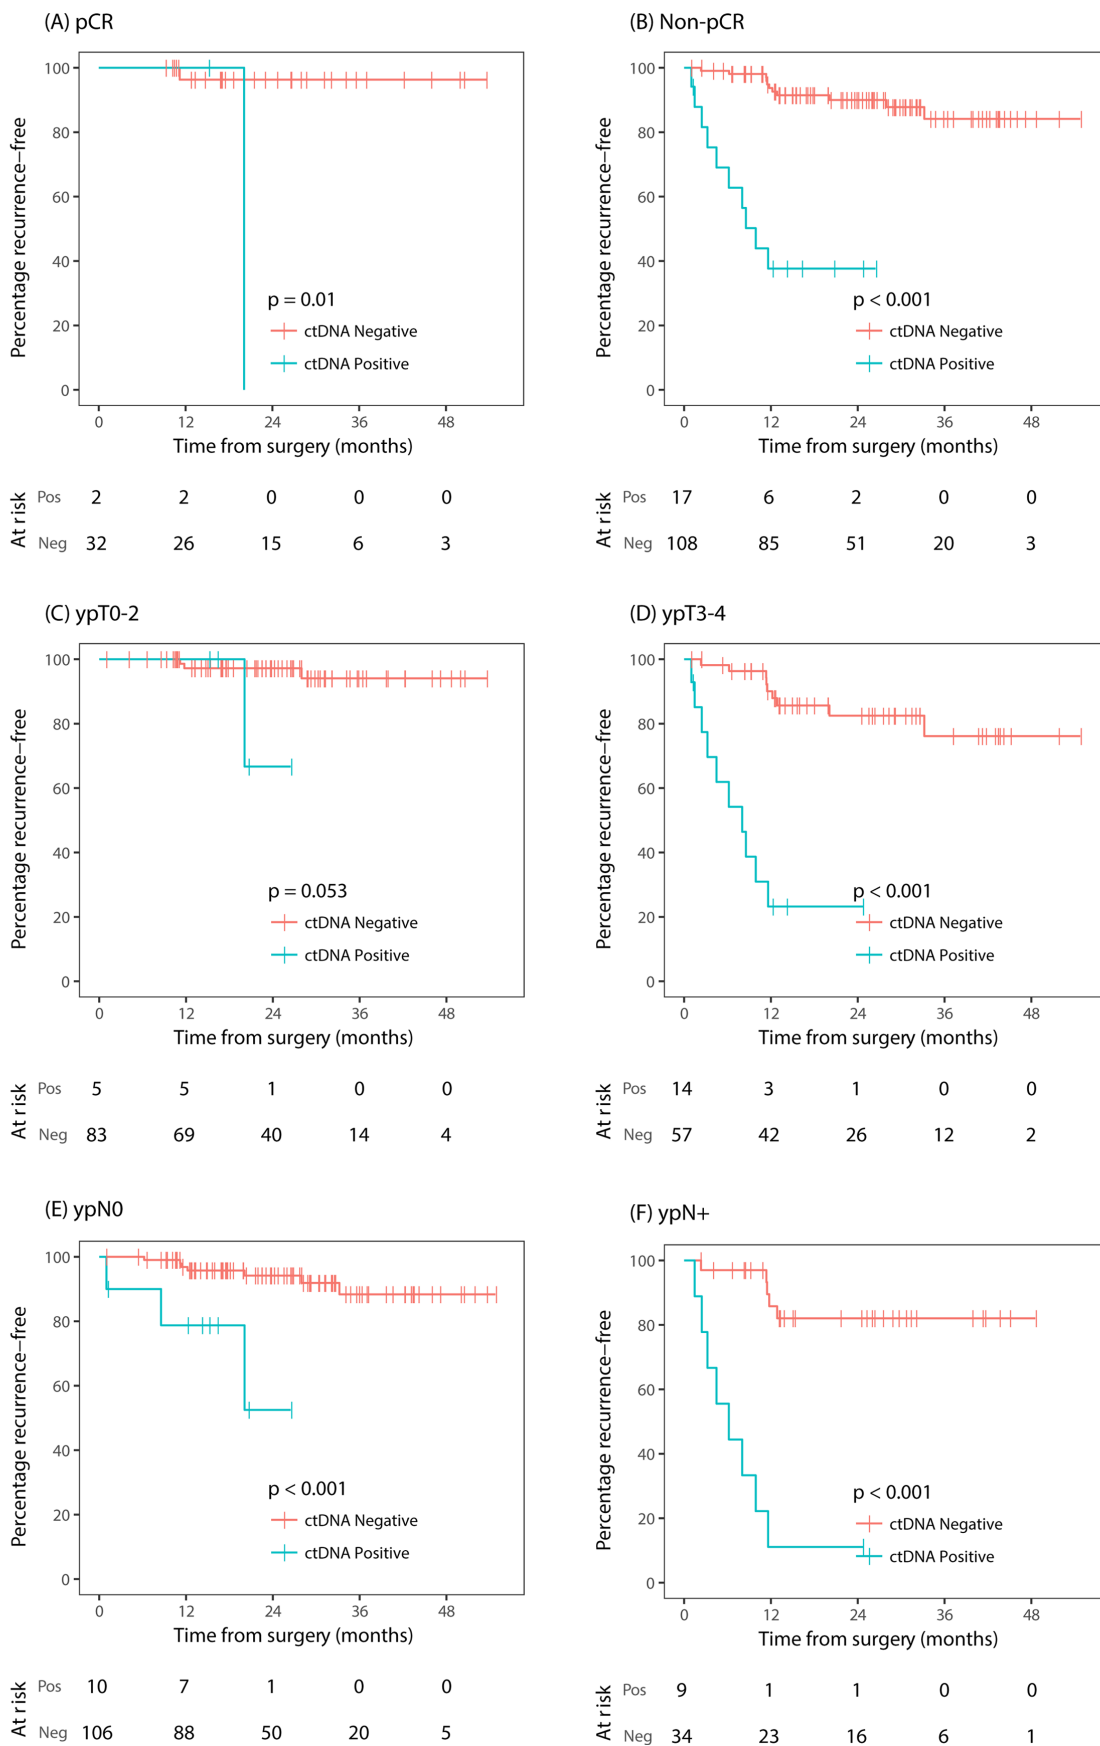 (A) pCR
Percentage recurrence–free
100
80
60
40
20
0
p = 0.01
ctDNA Negative
ctDNA Positive
0 12 24 36 48
Time from surgery (months)
At risk
Pos 2 2 0 0 0
Neg 32 26 15 6 3
(B) Non-pCR
Percentage recurrence–free
100
80
60
40
20
0
p < 0.001
ctDNA Negative
ctDNA Positive
0 12 24 36 48
Time from surgery (months)
At risk
Pos 17 6 2 0 0
Neg 108 85 51 20 3
(C) ypT0-2
Percentage recurrence–free
100
80
60
40
20
0
p = 0.053
ctDNA Negative
ctDNA Positive
0 12 24 36 48
Time from surgery (months)
At risk
Pos 5 5 1 0 0
Neg 83 69 40 14 4
(D) ypT3-4
Percentage recurrence–free
100
80
60
40
20
0
p < 0.001
ctDNA Negative
ctDNA Positive
0 12 24 36 48
Time from surgery (months)
At risk
Pos 14 3 1 0 0
Neg 57 42 26 12 2
(E) ypN0
Percentage recurrence–free
100
80
60
40
20
0
p < 0.001
ctDNA Negative
ctDNA Positive
0 12 24 36 48
Time from surgery (months)
At risk
Pos 10 7 1 0 0
Neg 106 88 50 20 5
(F) ypN+
Percentage recurrence–free
100
80
60
40
20
0
p < 0.001
ctDNA Negative
ctDNA Positive
0 12 24 36 48
Time from surgery (months)
At risk
Pos 9 1 1 0 0
Neg 34 23 16 6 1